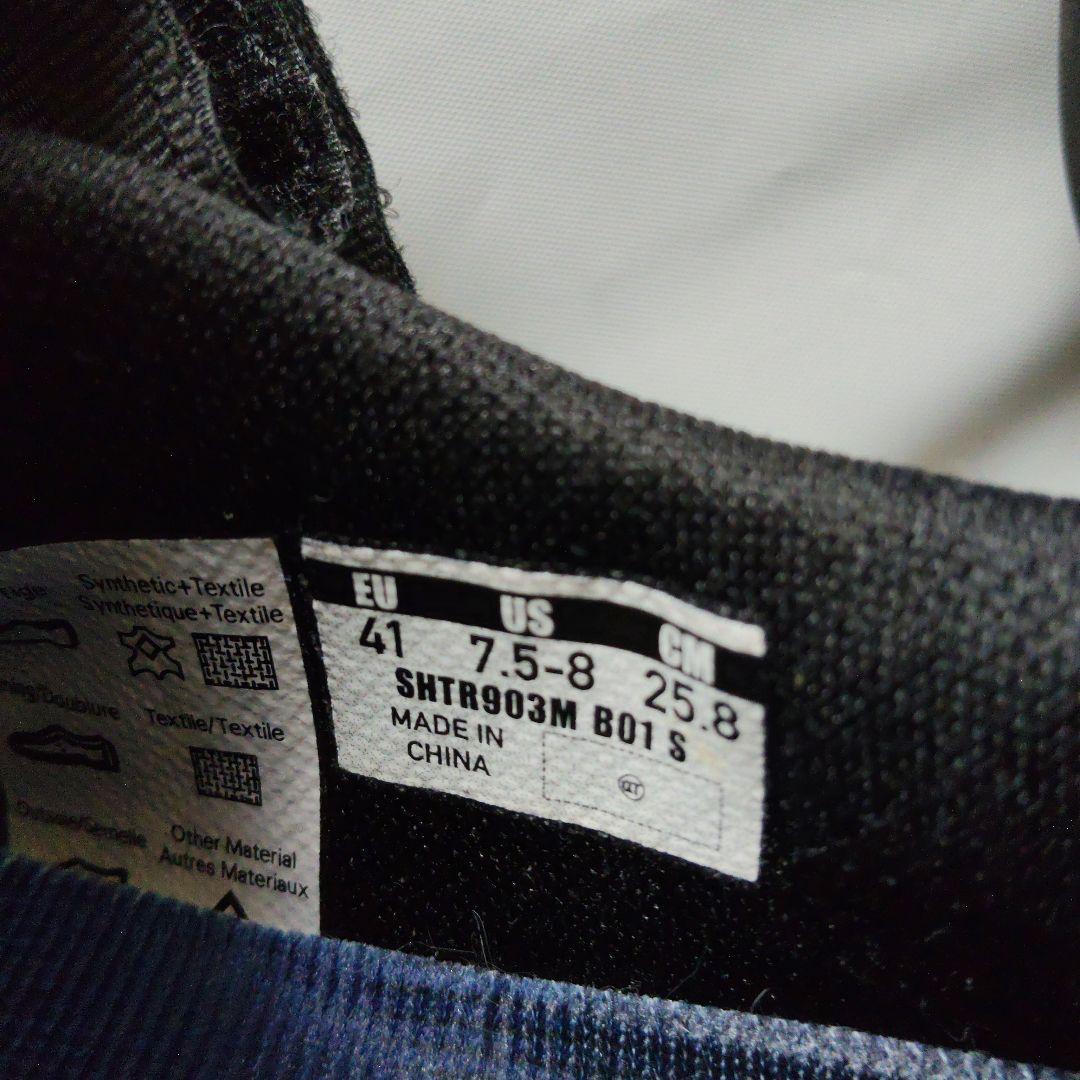 Synthetic+Textile
Synthetique+Textile
Textile/Textile
Other Material
Autres Materiaux
EU US CM
41 7.5-8 25.8
SHTR903M B01 S
MADE IN
CHINA
QT